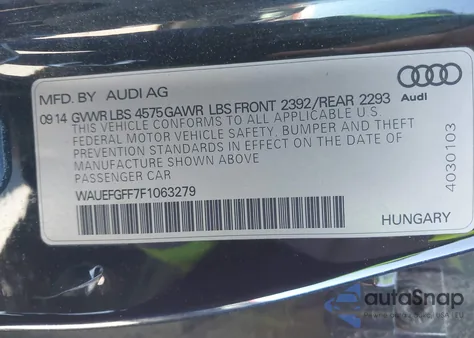 MFD. BY AUDI AG
Audi
09 14 GVWR LBS 4575 GAWR LBS FRONT 2392/REAR 2293
THIS VEHICLE CONFORMS TO ALL APPLICABLE U.S.
FEDERAL MOTOR VEHICLE SAFETY, BUMPER AND THEFT
STANDARDS IN EFFECT ON THE DATE OF
MANUFACTURE SHOWN ABOVE
PASSENGER CAR
WAUEFGFF7F1063279
4030103
HUNGARY
autaSnap